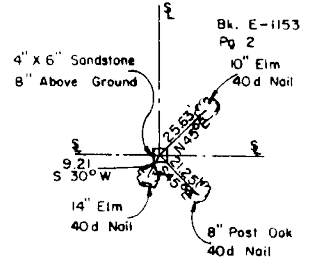 Bk. E-1153
Pg 2
4" X 6" Sandstone
8" Above Ground
10" Elm
40d Nail
25.63'
N 45° E
9.21
S 30° W
14" Elm
40d Nail
8" Post Oak
40d Nail